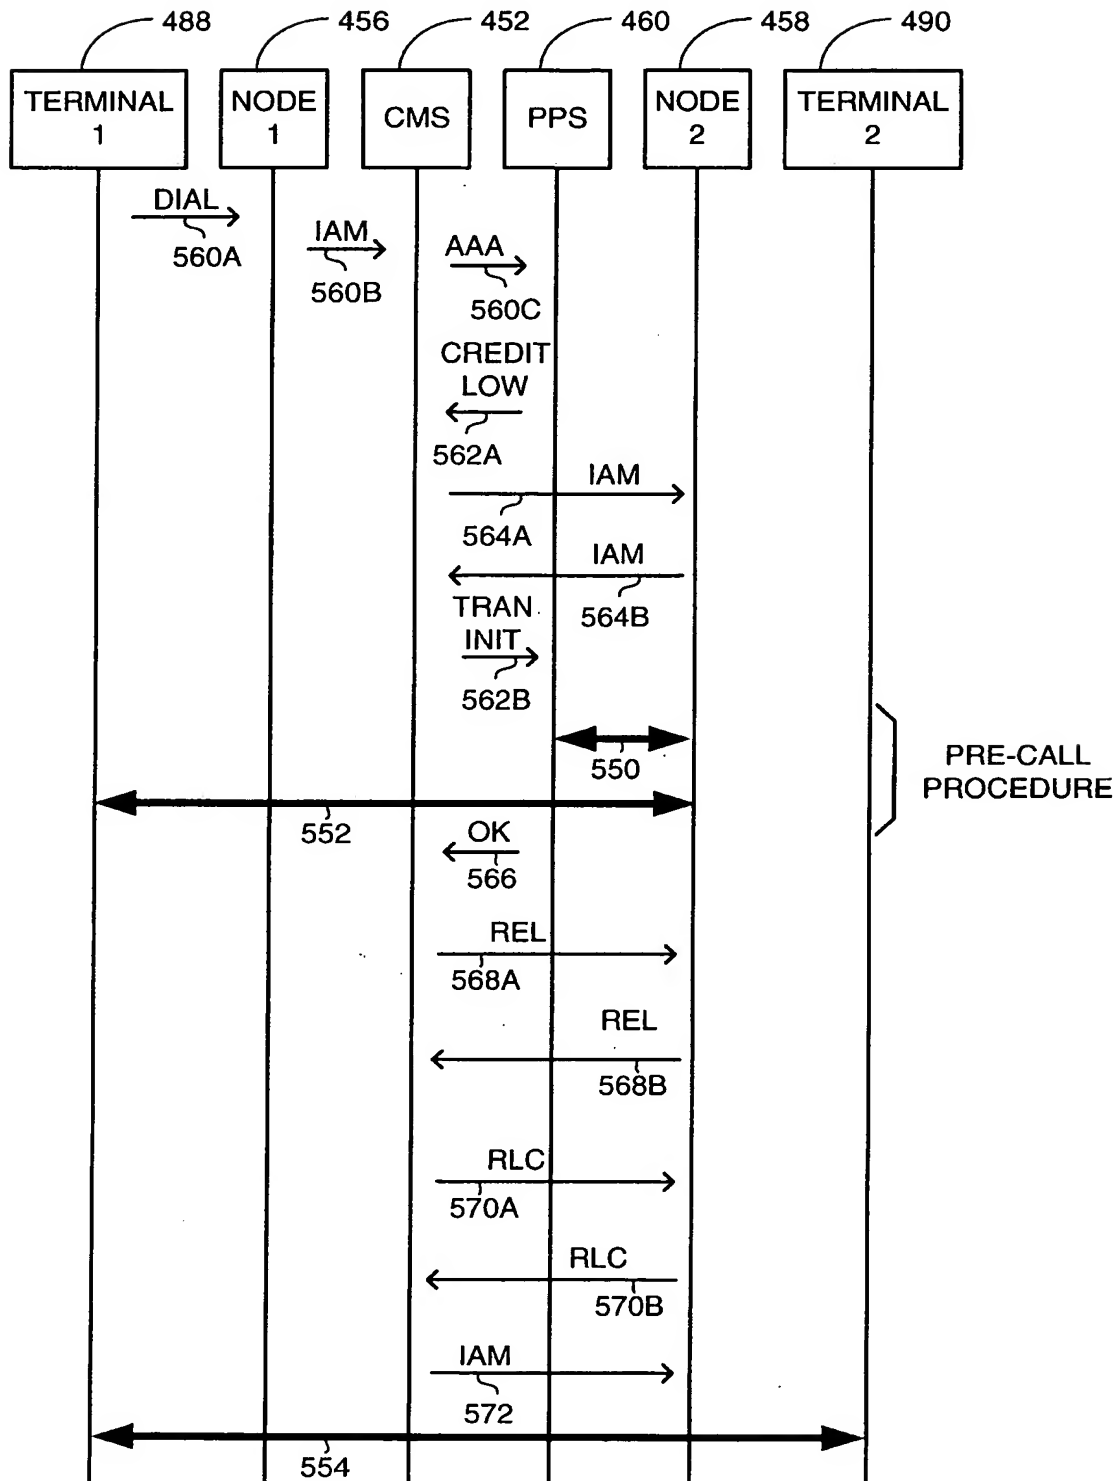 488
456
452
460
458
490
TERMINAL
1
NODE
1
CMS
PPS
NODE
2
TERMINAL
2
DIAL
560A
IAM
560B
AAA
560C
CREDIT
LOW
562A
IAM
564A
IAM
564B
TRAN
INIT
562B
550
PRE-CALL
PROCEDURE
552
OK
566
REL
568A
REL
568B
RLC
570A
RLC
570B
IAM
572
554